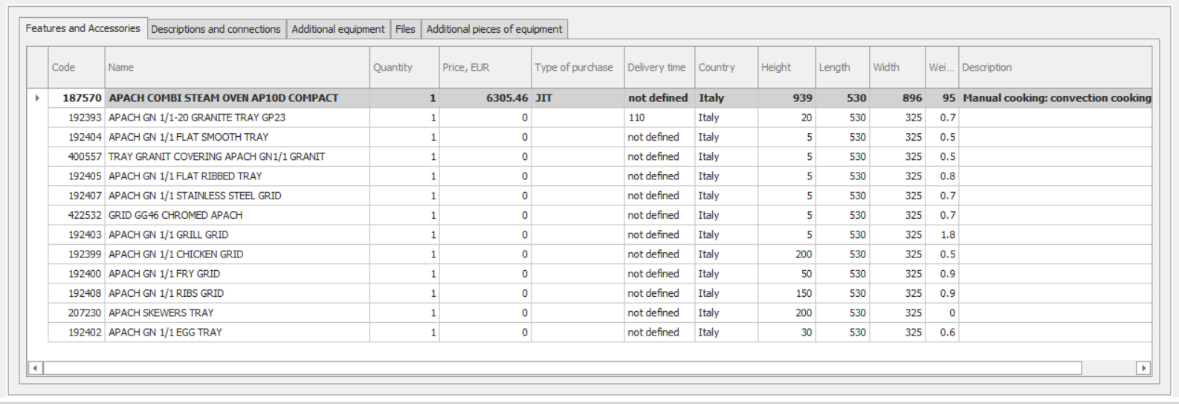 Features and Accessories Descriptions and connections Additional equipment Files Additional pieces of equipment
Code Name Quantity Price, EUR Type of purchase Delivery time Country Height Length Width Wei... Description
187570 APACH COMBI STEAM OVEN AP10D COMPACT 1 6305.46 JIT not defined Italy 939 530 896 95 Manual cooking: convection cooking
192393 APACH GN 1/1-20 GRANITE TRAY GP23 1 0 110 Italy 20 530 325 0.7
192404 APACH GN 1/1 FLAT SMOOTH TRAY 1 0 not defined Italy 5 530 325 0.5
400557 TRAY GRANIT COVERING APACH GN1/1 GRANIT 1 0 not defined Italy 5 530 325 0.5
192405 APACH GN 1/1 FLAT RIBBED TRAY 1 0 not defined Italy 5 530 325 0.8
192407 APACH GN 1/1 STAINLESS STEEL GRID 1 0 not defined Italy 5 530 325 0.7
422532 GRID GG46 CHROMED APACH 1 0 not defined Italy 5 530 325 0.7
192403 APACH GN 1/1 GRILL GRID 1 0 not defined Italy 5 530 325 1.8
192399 APACH GN 1/1 CHICKEN GRID 1 0 not defined Italy 200 530 325 0.5
192400 APACH GN 1/1 FRY GRID 1 0 not defined Italy 50 530 325 0.9
192408 APACH GN 1/1 RIBS GRID 1 0 not defined Italy 150 530 325 0.9
207230 APACH SKEWERS TRAY 1 0 not defined Italy 200 530 325 0
192402 APACH GN 1/1 EGG TRAY 1 0 not defined Italy 30 530 325 0.6